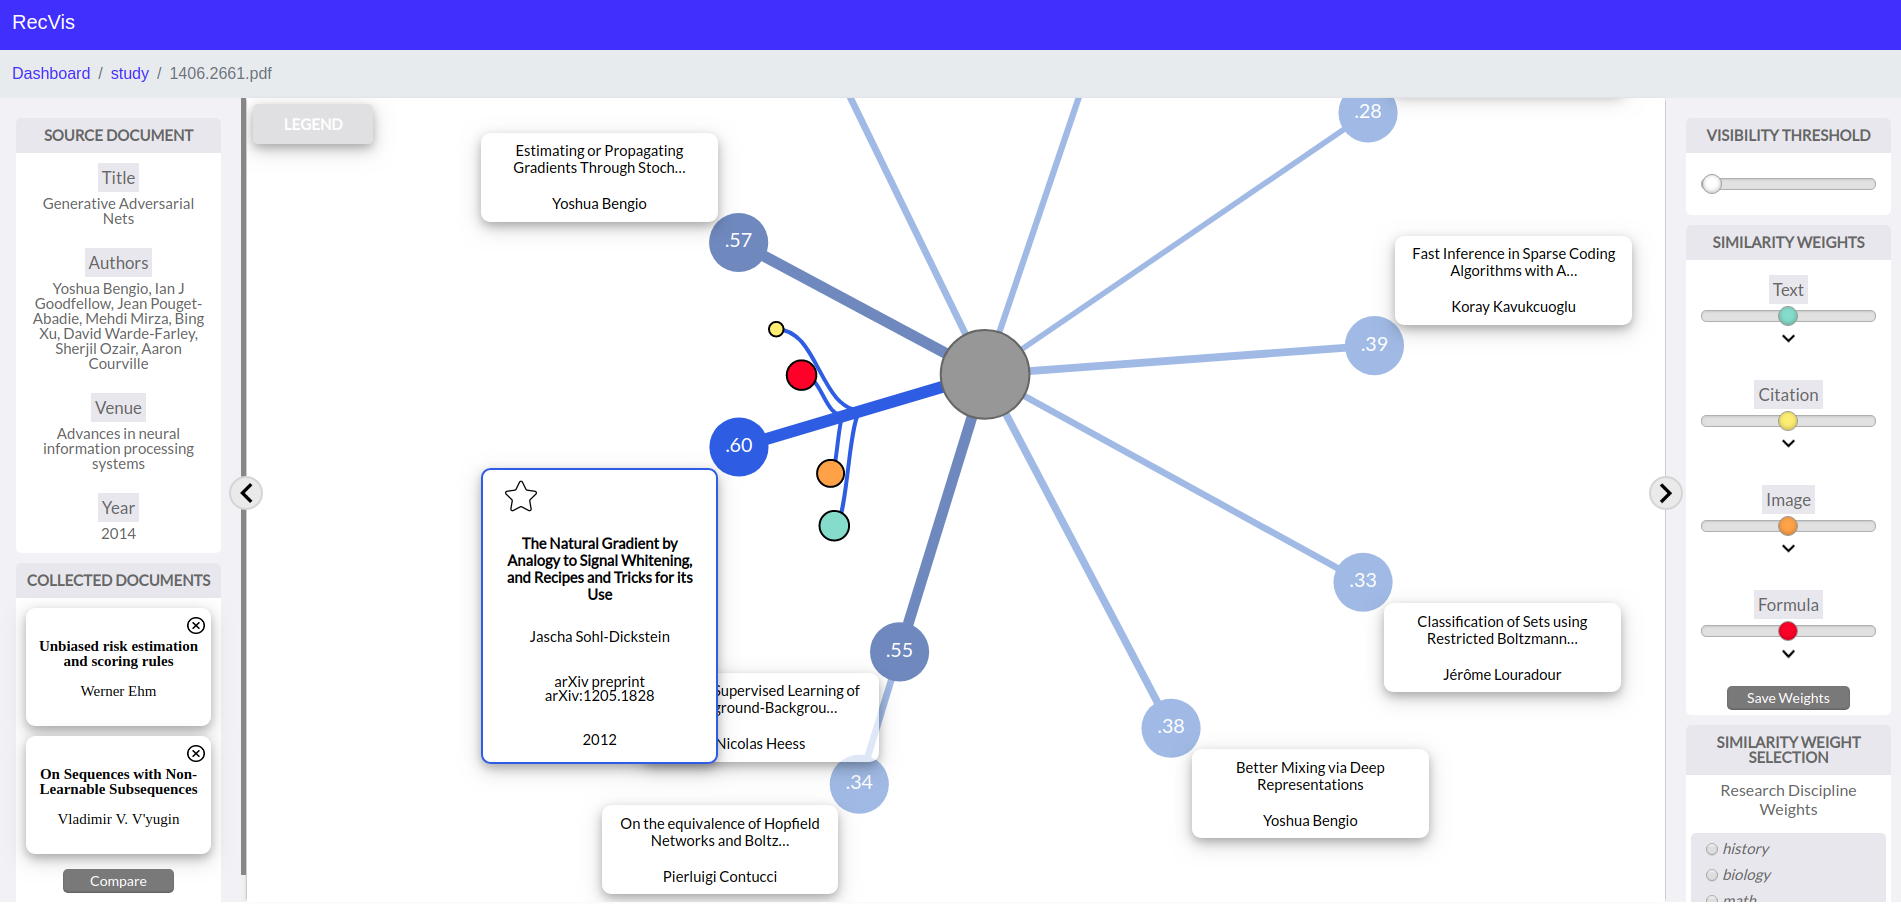 RecVis
Dashboard / study / 1406.2661.pdf
SOURCE DOCUMENT
Title
Generative Adversarial
Nets
Authors
Yoshua Bengio, Ian J
Goodfellow, Jean Pouget-
Abadie, Mehdi Mirza, Bing
Xu, David Warde-Farley,
Sherjil Ozair, Aaron
Courville
Venue
Advances in neural
information processing
systems
Year
2014
COLLECTED DOCUMENTS
Unbiased risk estimation
and scoring rules
Werner Ehm
On Sequences with Non-
Learnable Subsequences
Vladimir V. V'yugin
Compare
LEGEND
Estimating or Propagating
Gradients Through Stoch...
Yoshua Bengio
.57
.28
Fast Inference in Sparse Coding
Algorithms with A...
Koray Kavukcuoglu
.39
.60
The Natural Gradient by
Analogy to Signal Whitening,
and Recipes and Tricks for its
Use
Jascha Sohl-Dickstein
arXiv preprint
arXiv:1205.1828
2012
.55
Supervised Learning of
ground-Backgrou...
Nicolas Heess
.34
On the equivalence of Hopfield
Networks and Boltz...
Pierluigi Contucci
.33
Classification of Sets using
Restricted Boltzmann...
Jérôme Louradour
.38
Better Mixing via Deep
Representations
Yoshua Bengio
VISIBILITY THRESHOLD
SIMILARITY WEIGHTS
Text
Citation
Image
Formula
Save Weights
SIMILARITY WEIGHT
SELECTION
Research Discipline
Weights
history
biology
math